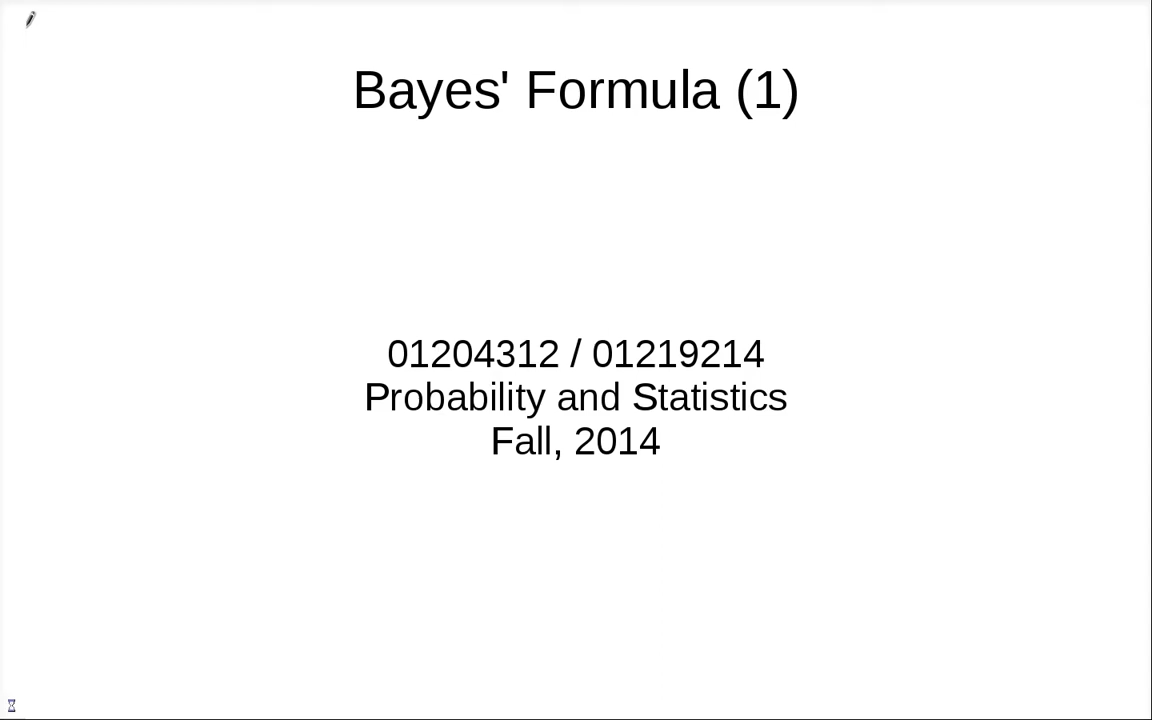 Bayes' Formula (1)
01204312 / 01219214
Probability and Statistics
Fall, 2014